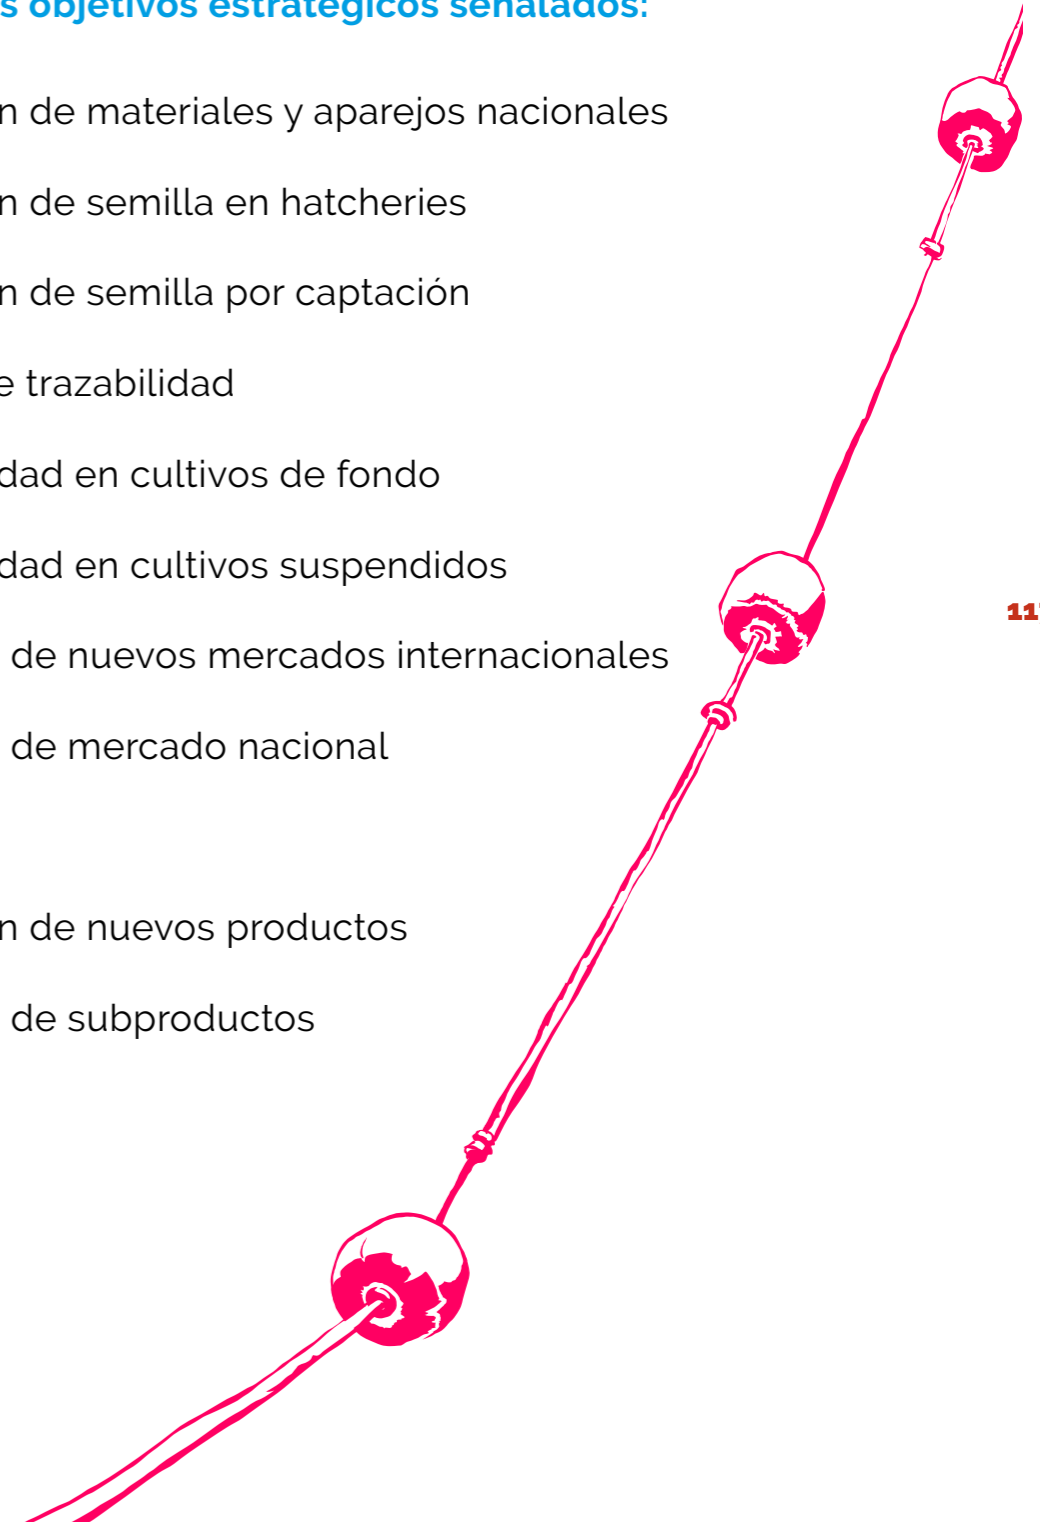 s objetivos estratégicos señalados:
n de materiales y aparejos nacionales
n de semilla en hatcheries
n de semilla por captación
e trazabilidad
dad en cultivos de fondo
dad en cultivos suspendidos
de nuevos mercados internacionales
de mercado nacional
n de nuevos productos
de subproductos